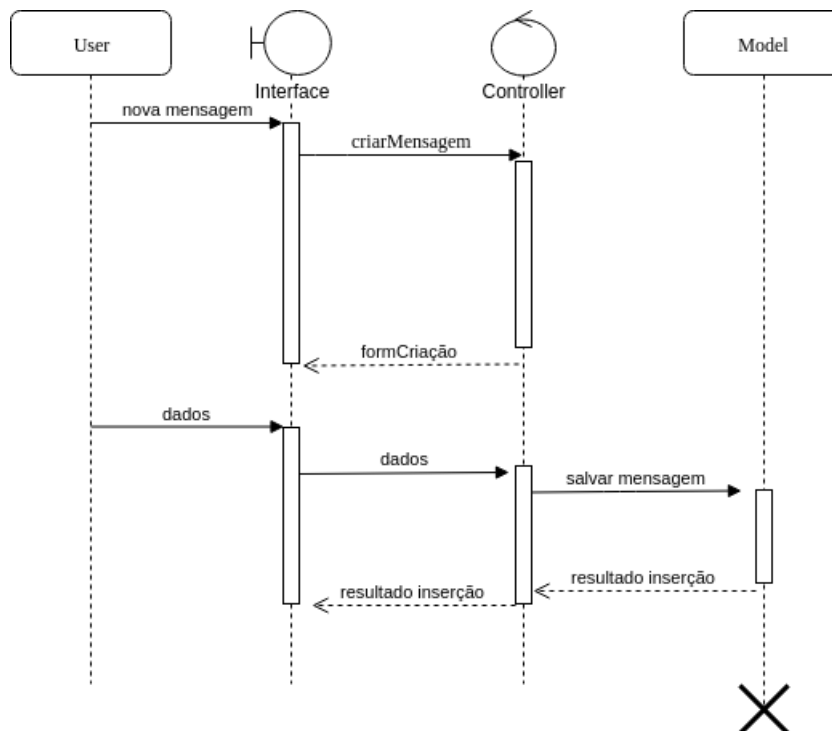 User
Interface
Controller
Model
nova mensagem
criarMensagem
formCriação
dados
dados
salvar mensagem
resultado inserção
resultado inserção